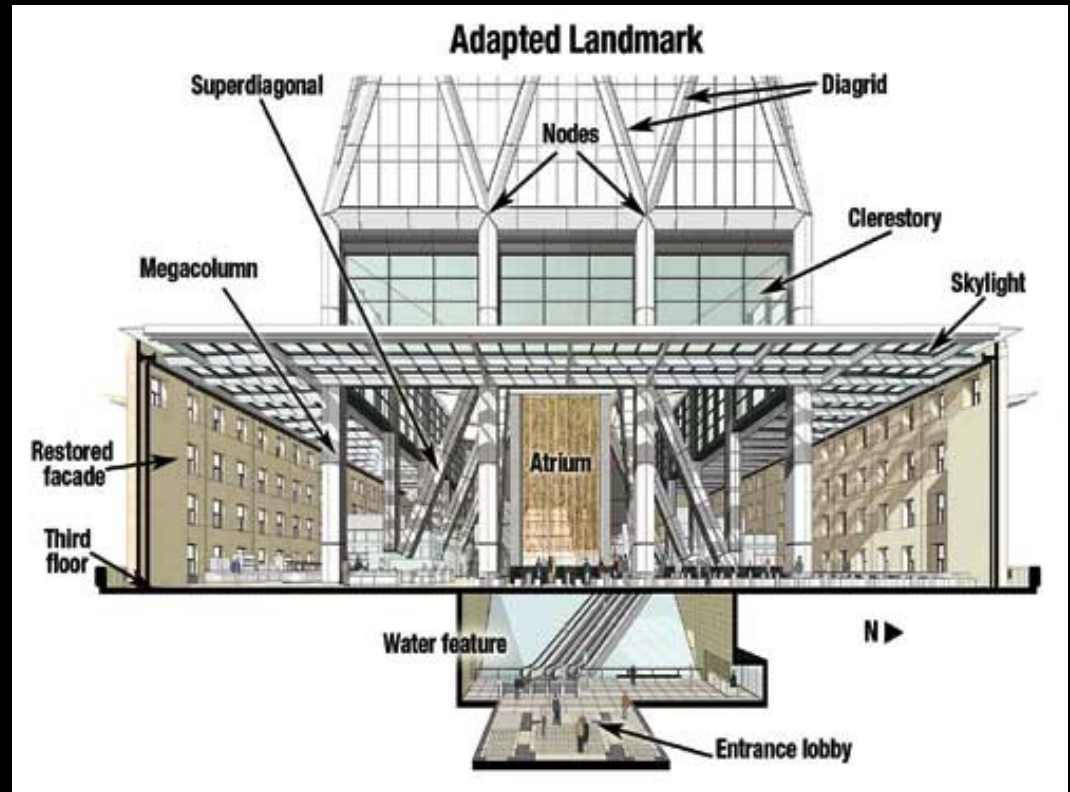 Adapted Landmark
Superdiagonal
Diagrid
Nodes
Clerestory
Megacolumn
Skylight
Restored
facade
Atrium
Third
floor
Water feature
N
Entrance lobby